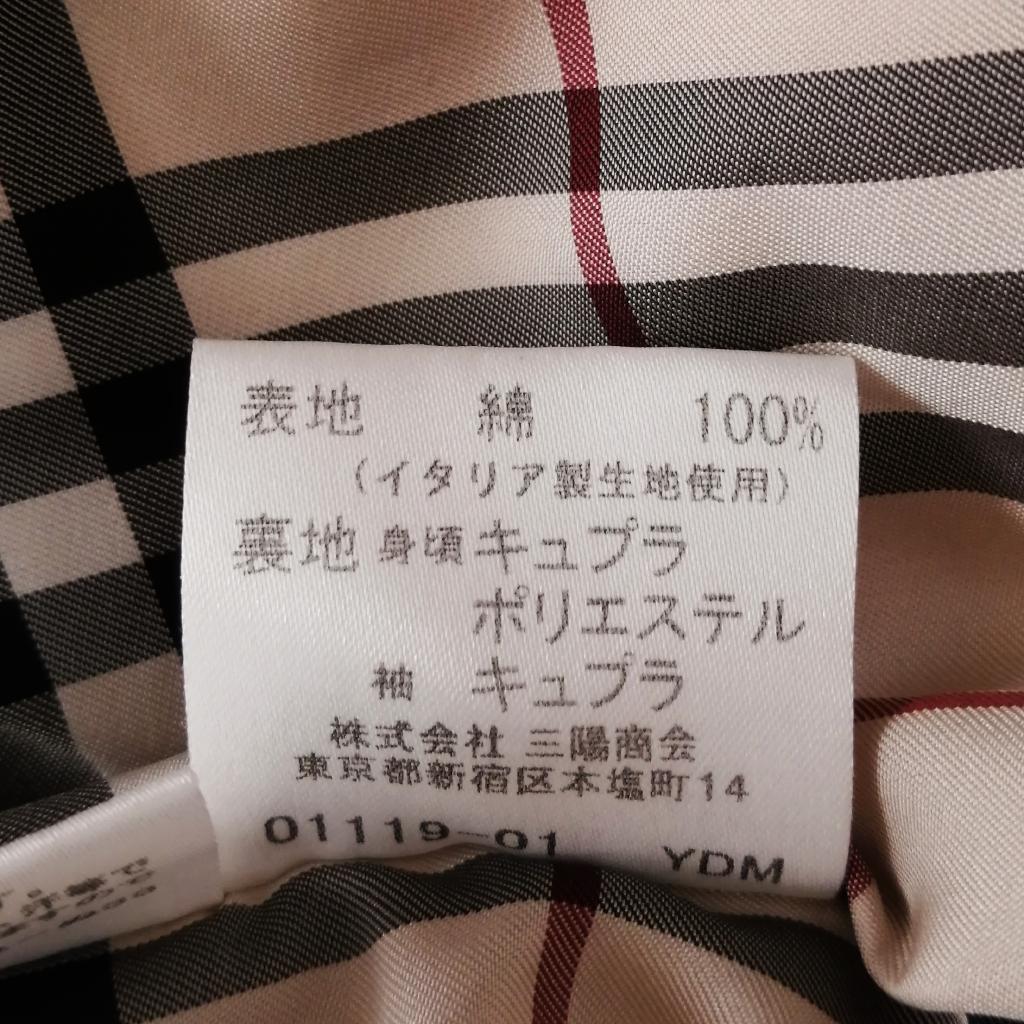 表地 綿 100%
(イタリア製生地使用)
裏地 身頃 キュプラ
ポリエステル
袖 キュプラ
株式会社 三陽商会
東京都新宿区本塩町14
01119-01 YDM